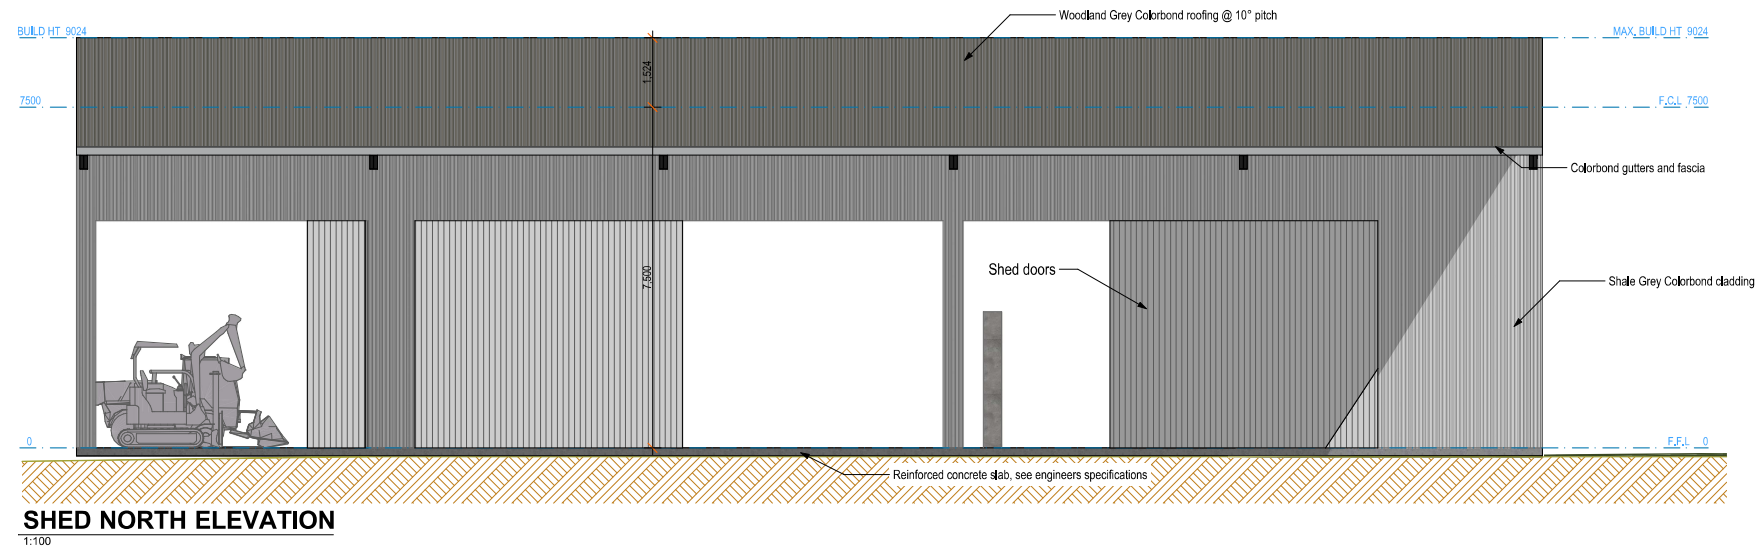 Woodland Grey Colorbond roofing @ 10° pitch
BUILD HT 9024
MAX. BUILD HT 9024
1.524
7500
F.C.L 7500
Colorbond gutters and fascia
Shed doors
7.500
Shale Grey Colorbond cladding
0
F.F.L 0
Reinforced concrete slab, see engineers specifications
SHED NORTH ELEVATION
1:100